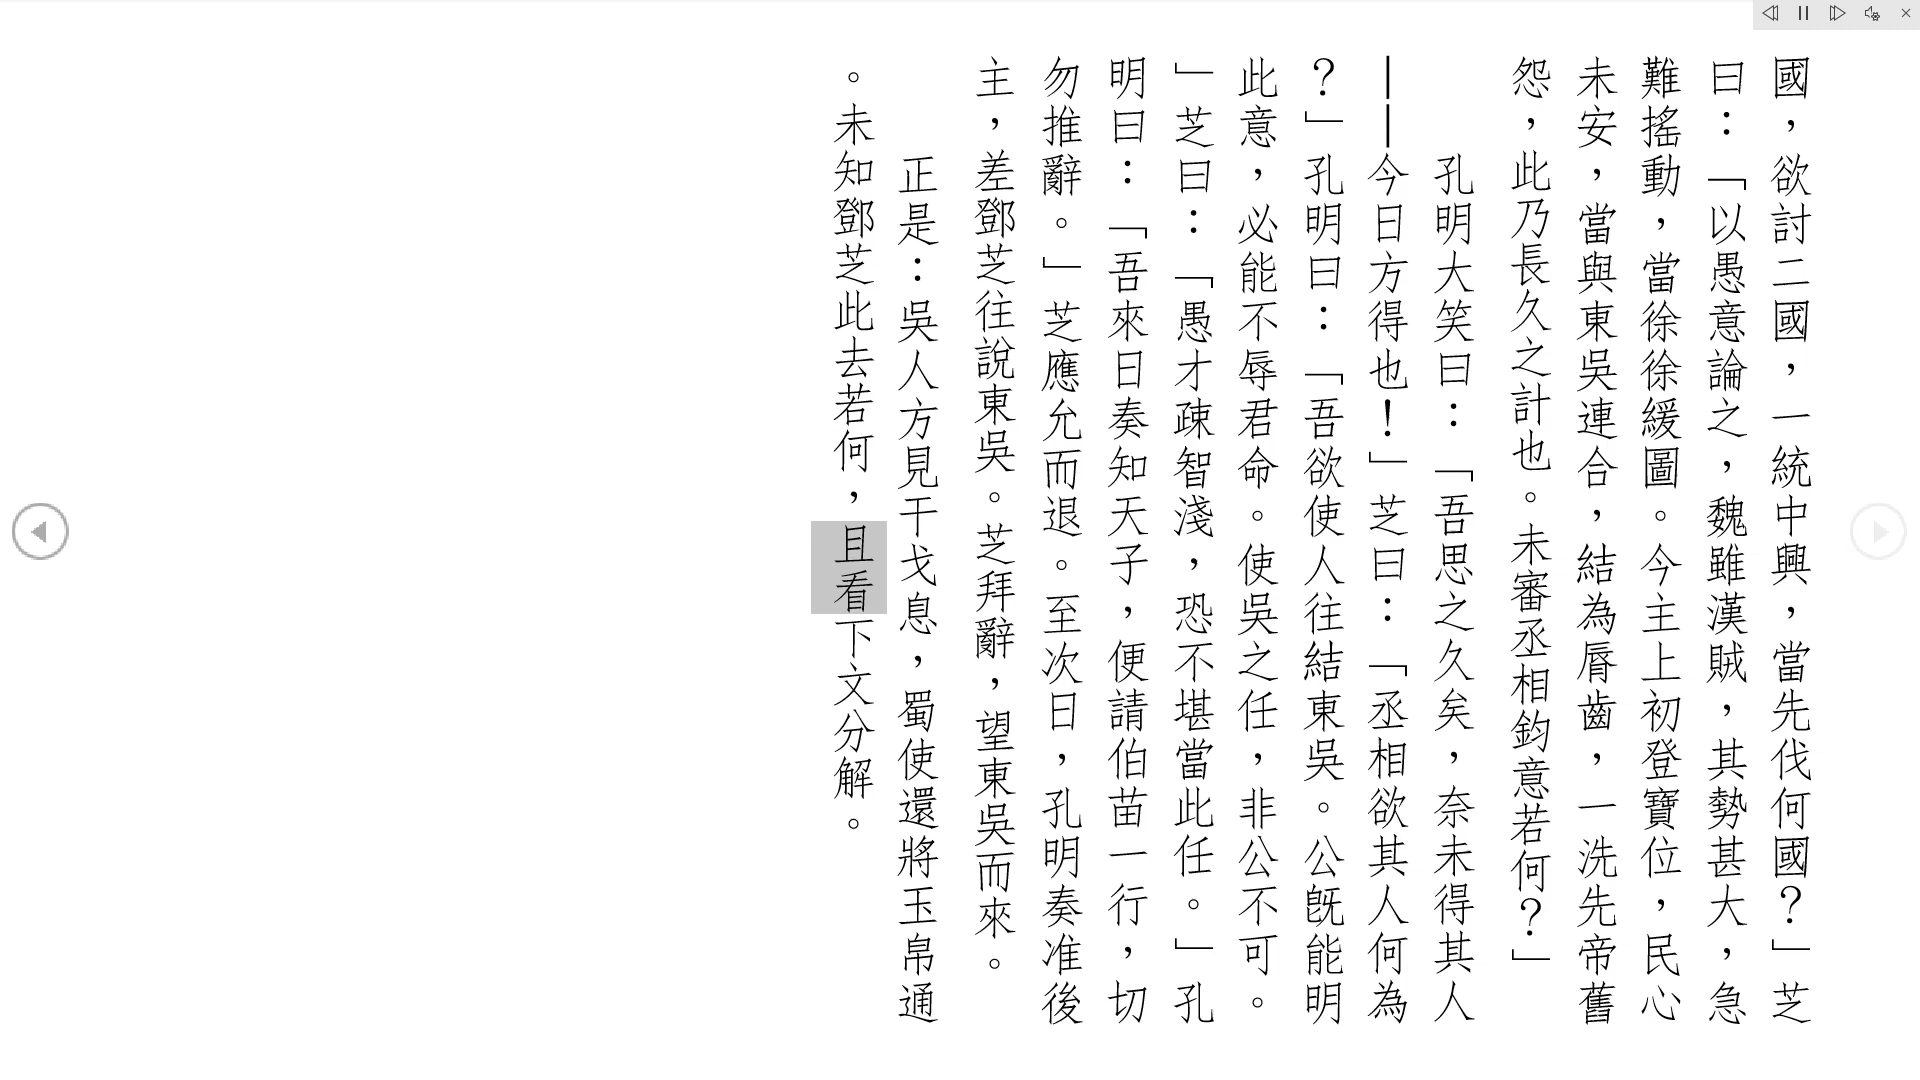 國，欲討二國，一統中興，當先伐何國？」芝
曰：「以愚意論之，魏雖漢賊，其勢甚大，急
難搖動，當徐徐緩圖。今主上初登寶位，民心
未安，當與東吳連合，結為脣齒，一洗先帝舊
怨，此乃長久之計也。未審丞相鈞意若何？」
孔明大笑曰：「吾思之久矣，奈未得其人
——今日方得也！」芝曰：「丞相欲其人何為
？」孔明曰：「吾欲使人往結東吳。公既能明
此意，必能不辱君命。使吳之任，非公不可。
」芝曰：「愚才疎智淺，恐不堪當此任。」孔
明曰：「吾來日奏知天子，便請伯苗一行，切
勿推辭。」芝應允而退。至次日，孔明奏准後
主，差鄧芝往說東吳。芝拜辭，望東吳而來。
正是：吳人方見干戈息，蜀使還將玉帛通
。未知鄧芝此去若何，且看下文分解。